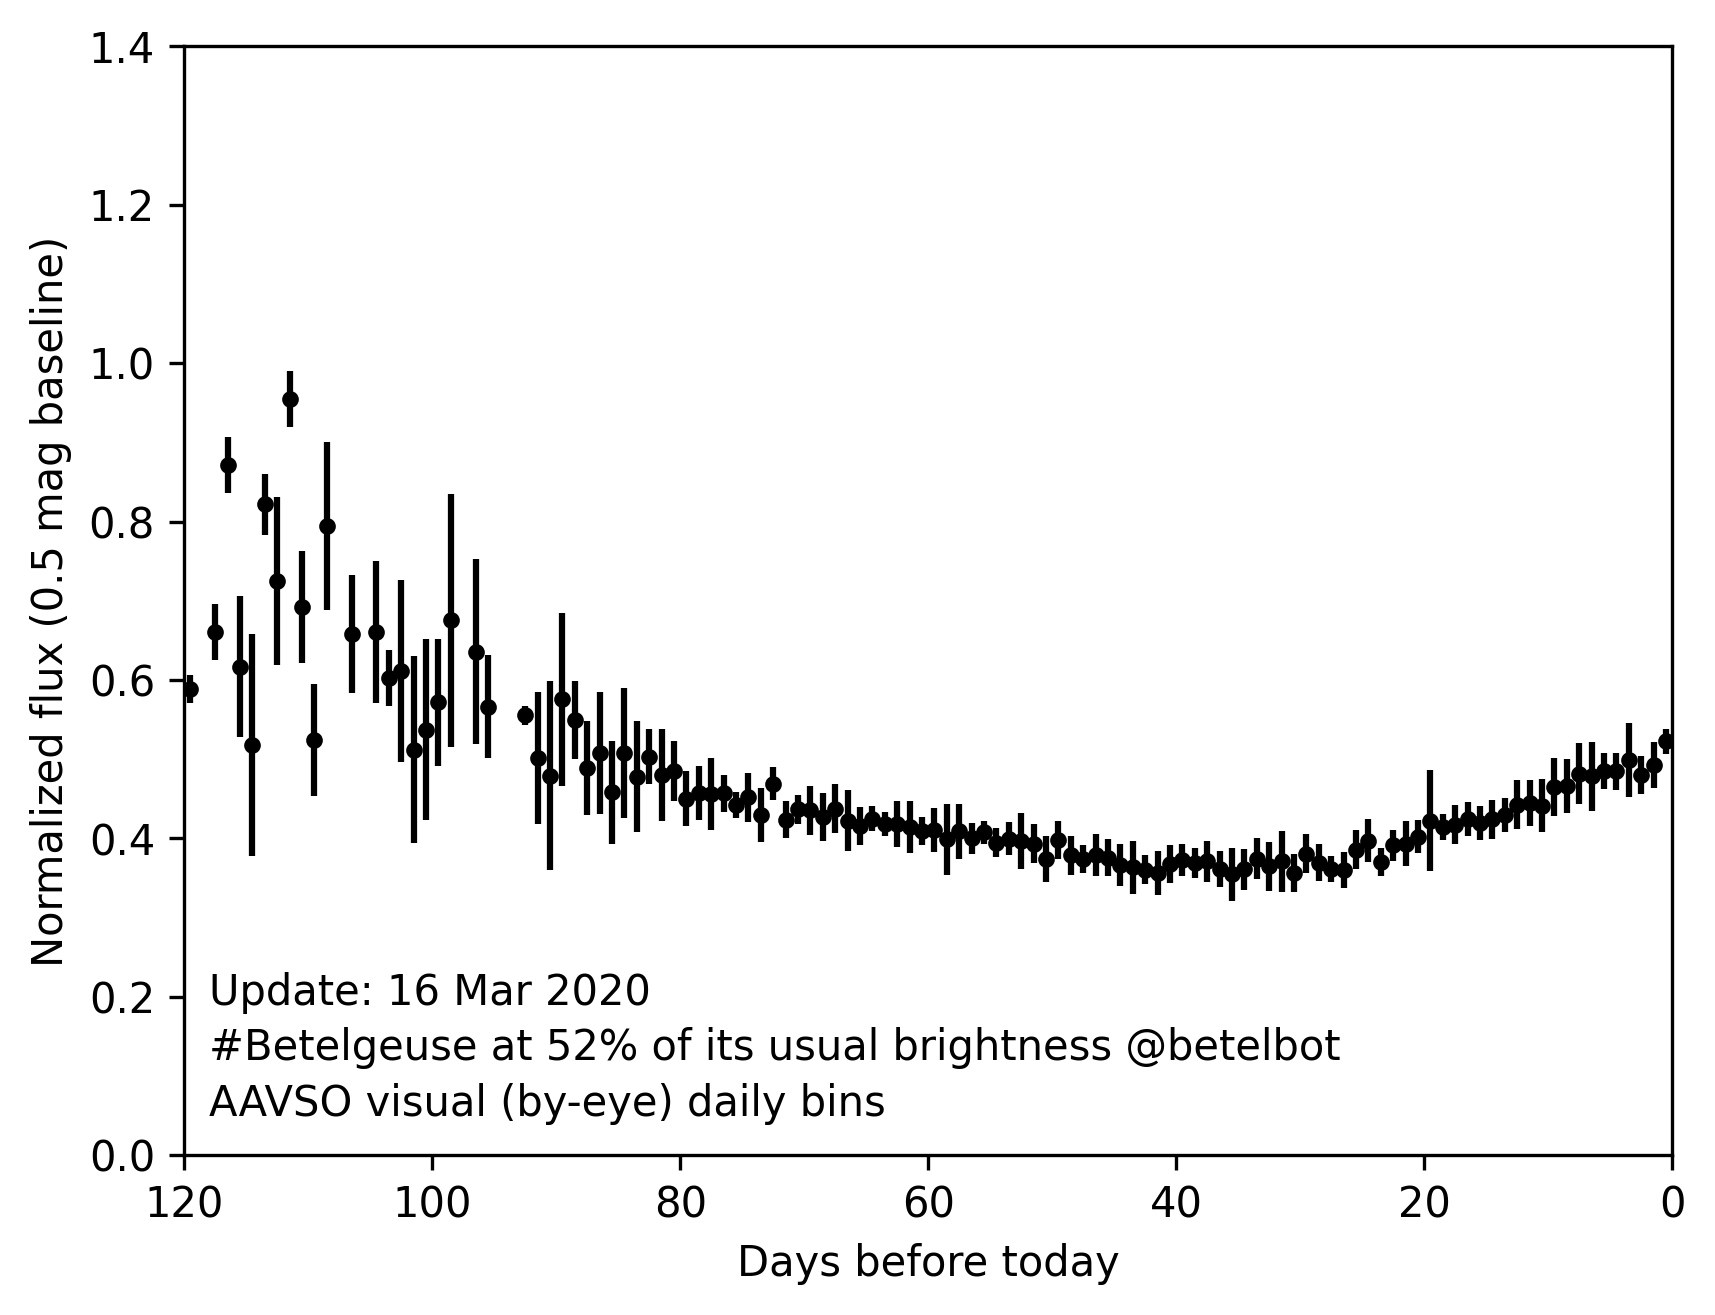 1.4
1.2
1.0
0.8
0.6
0.4
0.2
0.0
Normalized flux (0.5 mag baseline)
Update: 16 Mar 2020
#Betelgeuse at 52% of its usual brightness @betelbot
AAVSO visual (by-eye) daily bins
120 100 80 60 40 20 0
Days before today